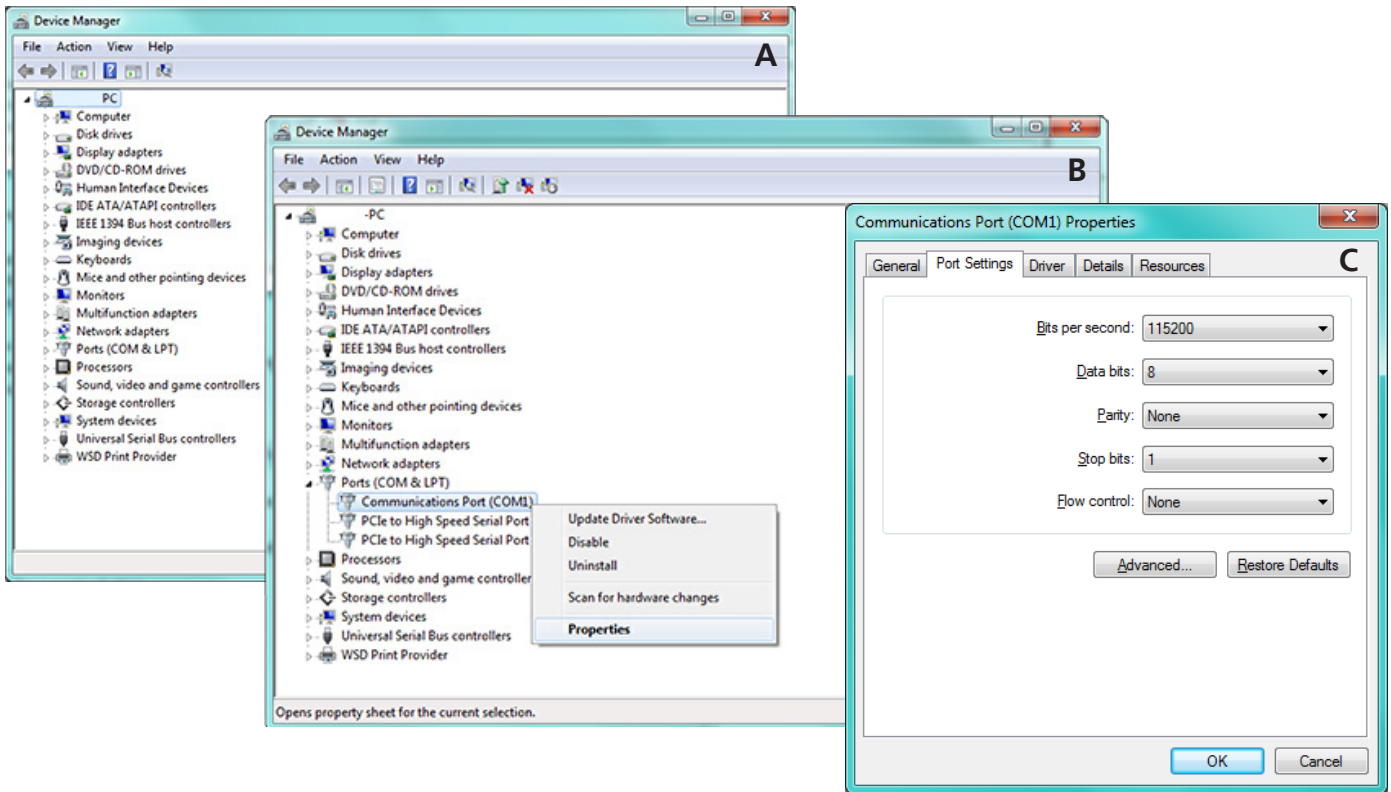 Device Manager
File Action View Help
A
PC
Computer
Disk drives
Display adapters
DVD/CD-ROM drives
Human Interface Devices
IDE ATA/ATAPI controllers
IEEE 1394 Bus host controllers
Imaging devices
Keyboards
Mice and other pointing devices
Monitors
Multifunction adapters
Network adapters
Ports (COM & LPT)
Processors
Sound, video and game controllers
Storage controllers
System devices
Universal Serial Bus controllers
WSD Print Provider
Device Manager
File Action View Help
B
-PC
Computer
Disk drives
Display adapters
DVD/CD-ROM drives
Human Interface Devices
IDE ATA/ATAPI controllers
IEEE 1394 Bus host controllers
Imaging devices
Keyboards
Mice and other pointing devices
Monitors
Multifunction adapters
Network adapters
Ports (COM & LPT)
Communications Port (COM1)
PCIe to High Speed Serial Port
PCIe to High Speed Serial Port
Processors
Sound, video and game controller
Storage controllers
System devices
Universal Serial Bus controllers
WSD Print Provider
Update Driver Software...
Disable
Uninstall
Scan for hardware changes
Properties
Opens property sheet for the current selection.
Communications Port (COM1) Properties
General Port Settings Driver Details Resources
C
Bits per second: 115200
Data bits: 8
Parity: None
Stop bits: 1
Flow control: None
Advanced... Restore Defaults
OK Cancel